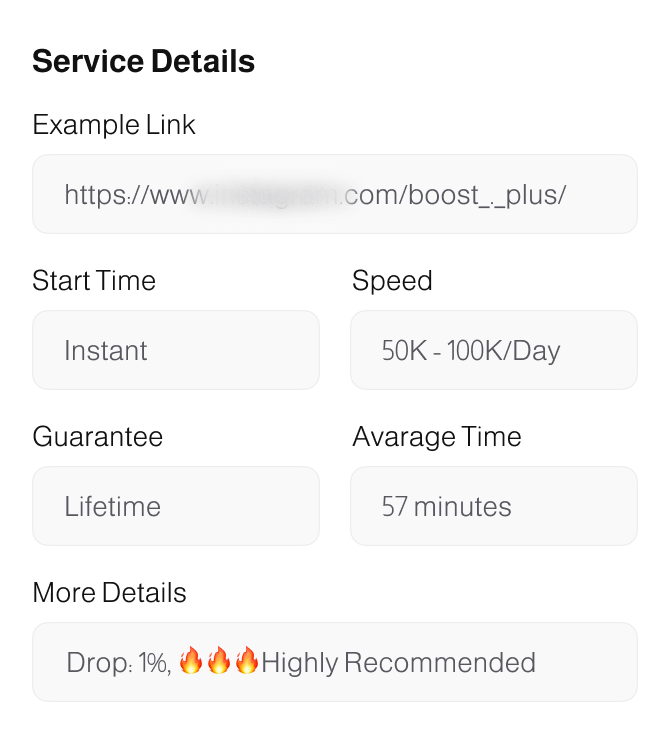 Service Details
Example Link
https://www.instagram.com/boost_._plus/
Start Time
Speed
Instant
50K - 100K/Day
Guarantee
Avarage Time
Lifetime
57 minutes
More Details
Drop: 1%, 🔥🔥🔥Highly Recommended